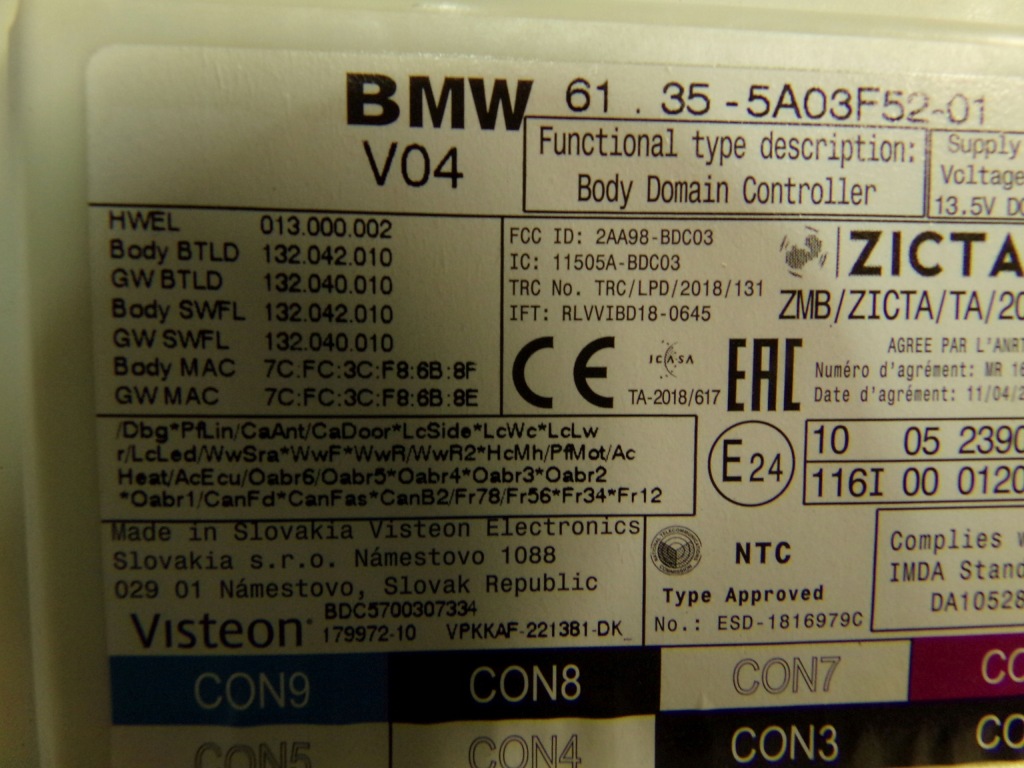 BMW 61 . 35 - 5A03F52-01
V04
Functional type description:
Body Domain Controller
Supply
Voltage
13.5V DC
HWEL 013.000.002
Body BTLD 132.042.010
GW BTLD 132.040.010
Body SWFL 132.042.010
GW SWFL 132.040.010
Body MAC 7C:FC:3C:F8:6B:8F
GW MAC 7C:FC:3C:F8:6B:8E
FCC ID: 2AA98-BDC03
IC: 11505A-BDC03
TRC No. TRC/LPD/2018/131
IFT: RLVVIBD18-0645
ZICTA
ZMB/ZICTA/TA/20
CE
ICASA
TA-2018/617
EAC
AGREE PAR L'ANRT
Numéro d'agrément: MR 16
Date d'agrément: 11/04/2
/Dbg*PfLin/CaAnt/CaDoor*LcSide*LcWc*LcLw
r/LcLed/WwSra*WwF*WwR/WwR2*HcMh/PfMot/Ac
Heat/AcEcu/Oabr6/Oabr5*Oabr4*Oabr3*Oabr2
*Oabr1/CanFd*CanFas*CanB2/Fr78/Fr56*Fr34*Fr12
E24
10 05 2390
116I 00 0120
Made in Slovakia Visteon Electronics
Slovakia s.r.o. Námestovo 1088
029 01 Námestovo, Slovak Republic
BDC5700307334
Visteon 179972-10 VPKKAF-221381-DK_
NTC
Type Approved
No.: ESD-1816979C
Complies
IMDA Stand
DA10528
CON9 CON8 CON7 CO
CON5 CON4 CON3 CO